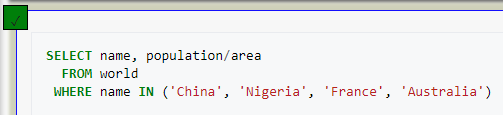 SELECT name, population/area
FROM world
WHERE name IN ('China', 'Nigeria', 'France', 'Australia')